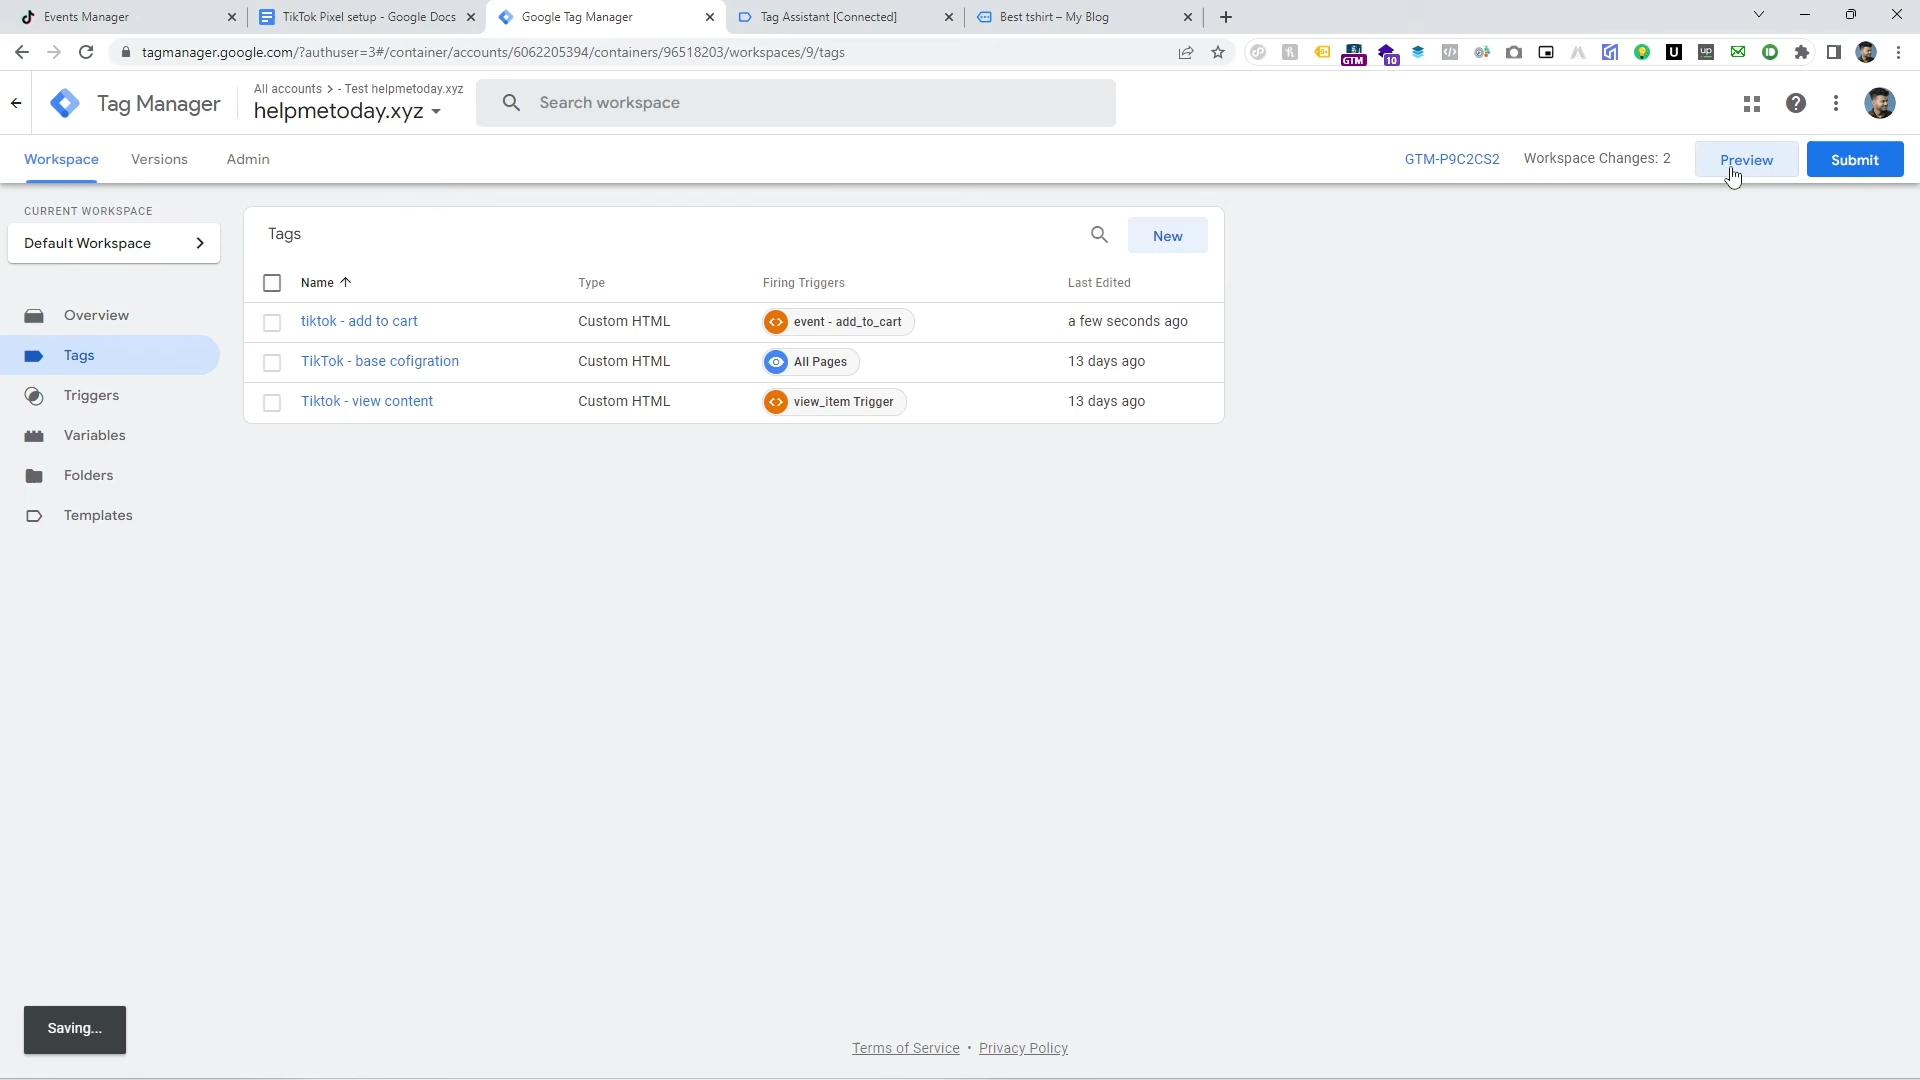 Events Manager
TikTok Pixel setup - Google Docs
Google Tag Manager
Tag Assistant [Connected]
Best tshirt – My Blog
tagmanager.google.com/?authuser=3#/container/accounts/6062205394/containers/96518203/workspaces/9/tags
GTM
10
U
up
Tag Manager
All accounts > - Test helpmetoday.xyz
helpmetoday.xyz
Search workspace
Workspace
Versions
Admin
GTM-P9C2CS2
Workspace Changes: 2
Preview
Submit
CURRENT WORKSPACE
Default Workspace
Overview
Tags
Triggers
Variables
Folders
Templates
Tags
New
Name
Type
Firing Triggers
Last Edited
tiktok - add to cart
Custom HTML
event - add_to_cart
a few seconds ago
TikTok - base cofigration
Custom HTML
All Pages
13 days ago
Tiktok - view content
Custom HTML
view_item Trigger
13 days ago
Saving...
Terms of Service • Privacy Policy